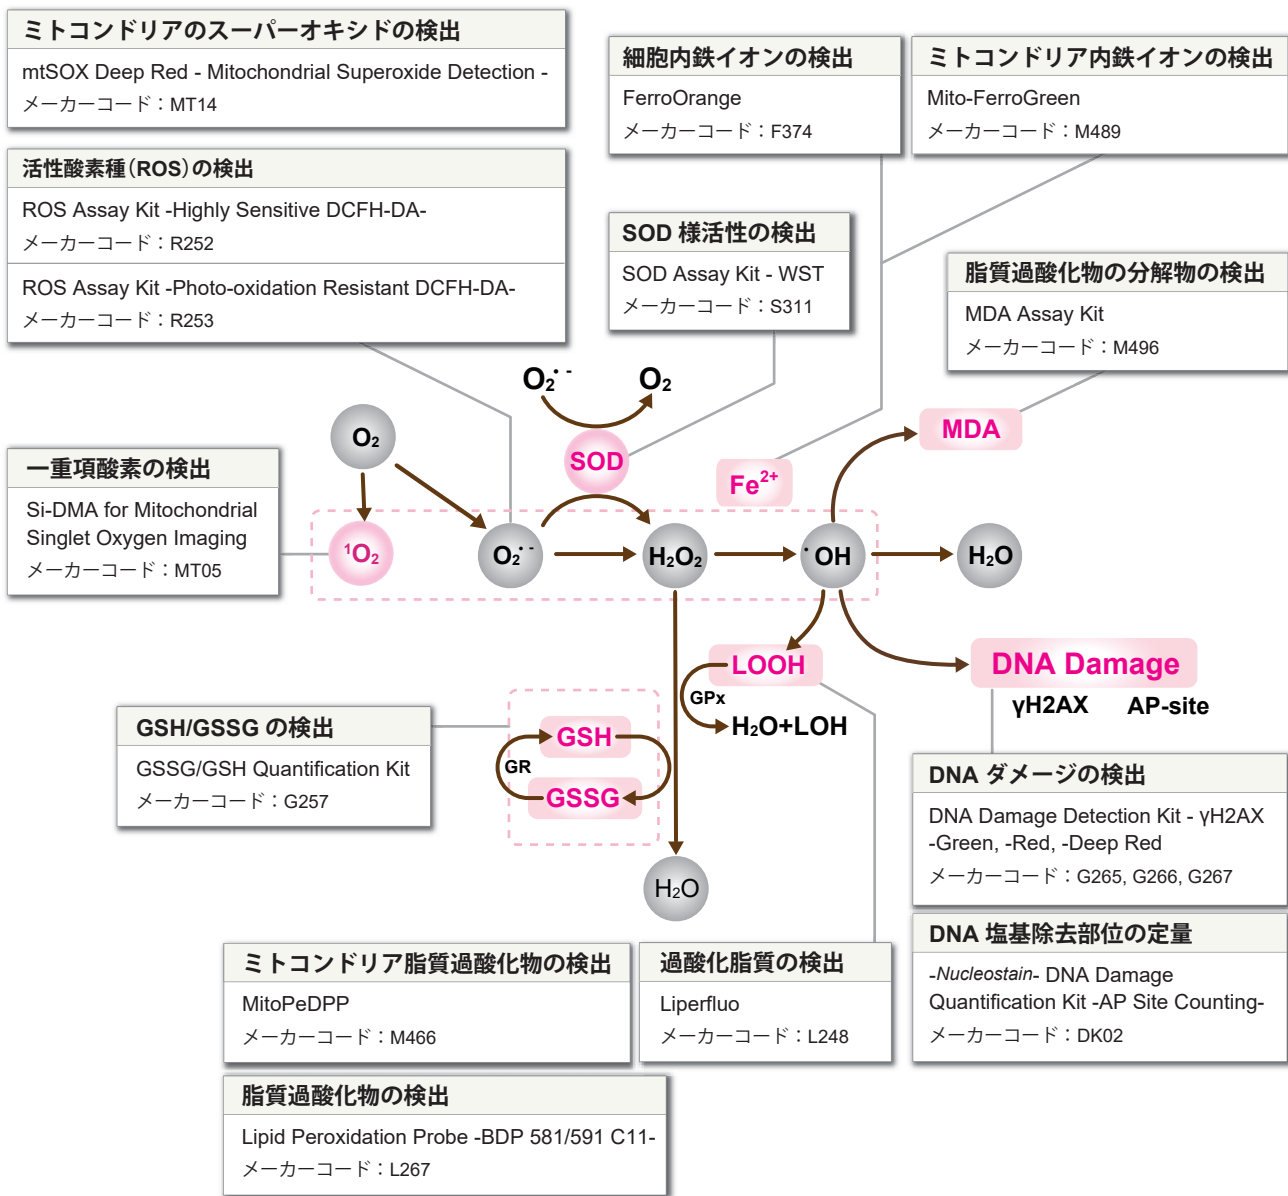 ミトコンドリアのスーパーオキシドの検出
mtSOX Deep Red - Mitochondrial Superoxide Detection -
メーカーコード：MT14
細胞内鉄イオンの検出
FerroOrange
メーカーコード：F374
ミトコンドリア内鉄イオンの検出
Mito-FerroGreen
メーカーコード：M489
活性酸素種（ROS）の検出
ROS Assay Kit -Highly Sensitive DCFH-DA-
メーカーコード：R252
ROS Assay Kit -Photo-oxidation Resistant DCFH-DA-
メーカーコード：R253
SOD 様活性の検出
SOD Assay Kit - WST
メーカーコード：S311
脂質過酸化物の分解物の検出
MDA Assay Kit
メーカーコード：M496
O₂・- O₂
O₂
SOD
MDA
Fe²⁺
一重項酸素の検出
Si-DMA for Mitochondrial
Singlet Oxygen Imaging
メーカーコード：MT05
¹O₂
O₂・-
H₂O₂
・OH
H₂O
LOOH
GPx
H₂O+LOH
DNA Damage
γH2AX AP-site
GSH/GSSG の検出
GSSG/GSH Quantification Kit
メーカーコード：G257
GSH
GR
GSSG
H₂O
DNA ダメージの検出
DNA Damage Detection Kit - γH2AX
-Green, -Red, -Deep Red
メーカーコード：G265, G266, G267
DNA 塩基除去部位の定量
-Nucleostain- DNA Damage
Quantification Kit -AP Site Counting-
メーカーコード：DK02
ミトコンドリア脂質過酸化物の検出
MitoPeDPP
メーカーコード：M466
過酸化脂質の検出
Liperfluo
メーカーコード：L248
脂質過酸化物の検出
Lipid Peroxidation Probe -BDP 581/591 C11-
メーカーコード：L267